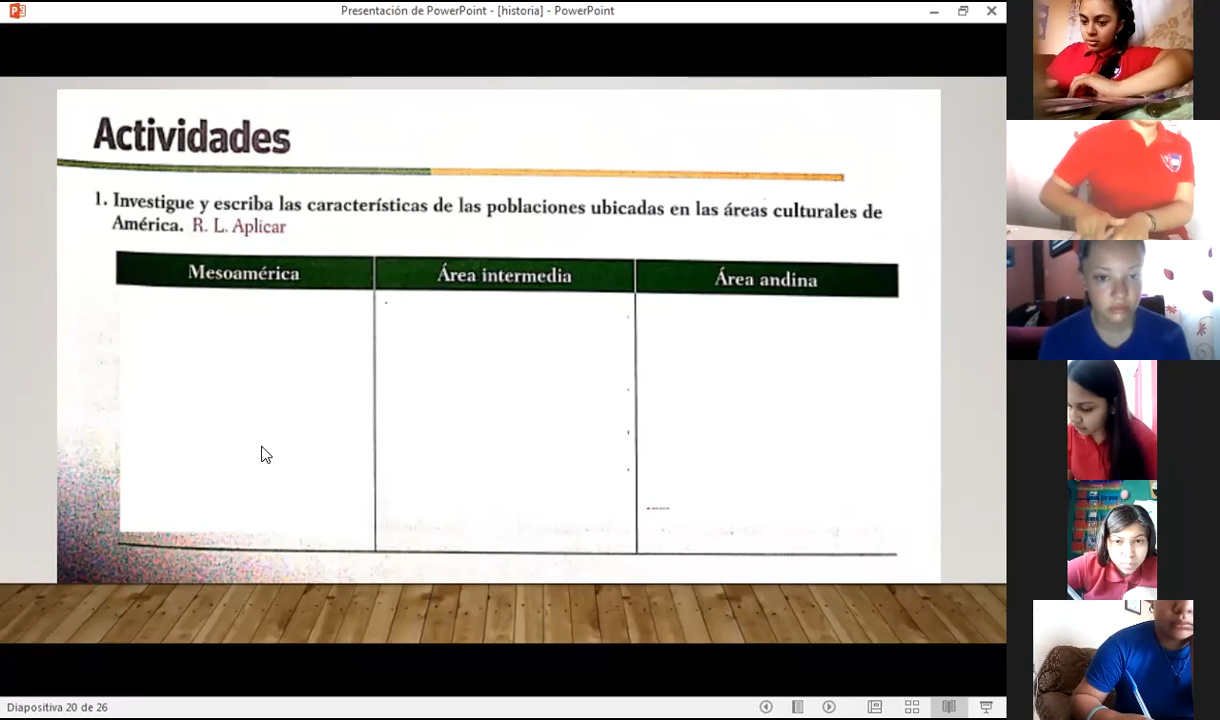 Presentación de PowerPoint - [historia] - PowerPoint
Actividades
1. Investigue y escriba las características de las poblaciones ubicadas en las áreas culturales de
América. R. L. Aplicar
Mesoamérica Área intermedia Área andina
Diapositiva 20 de 26